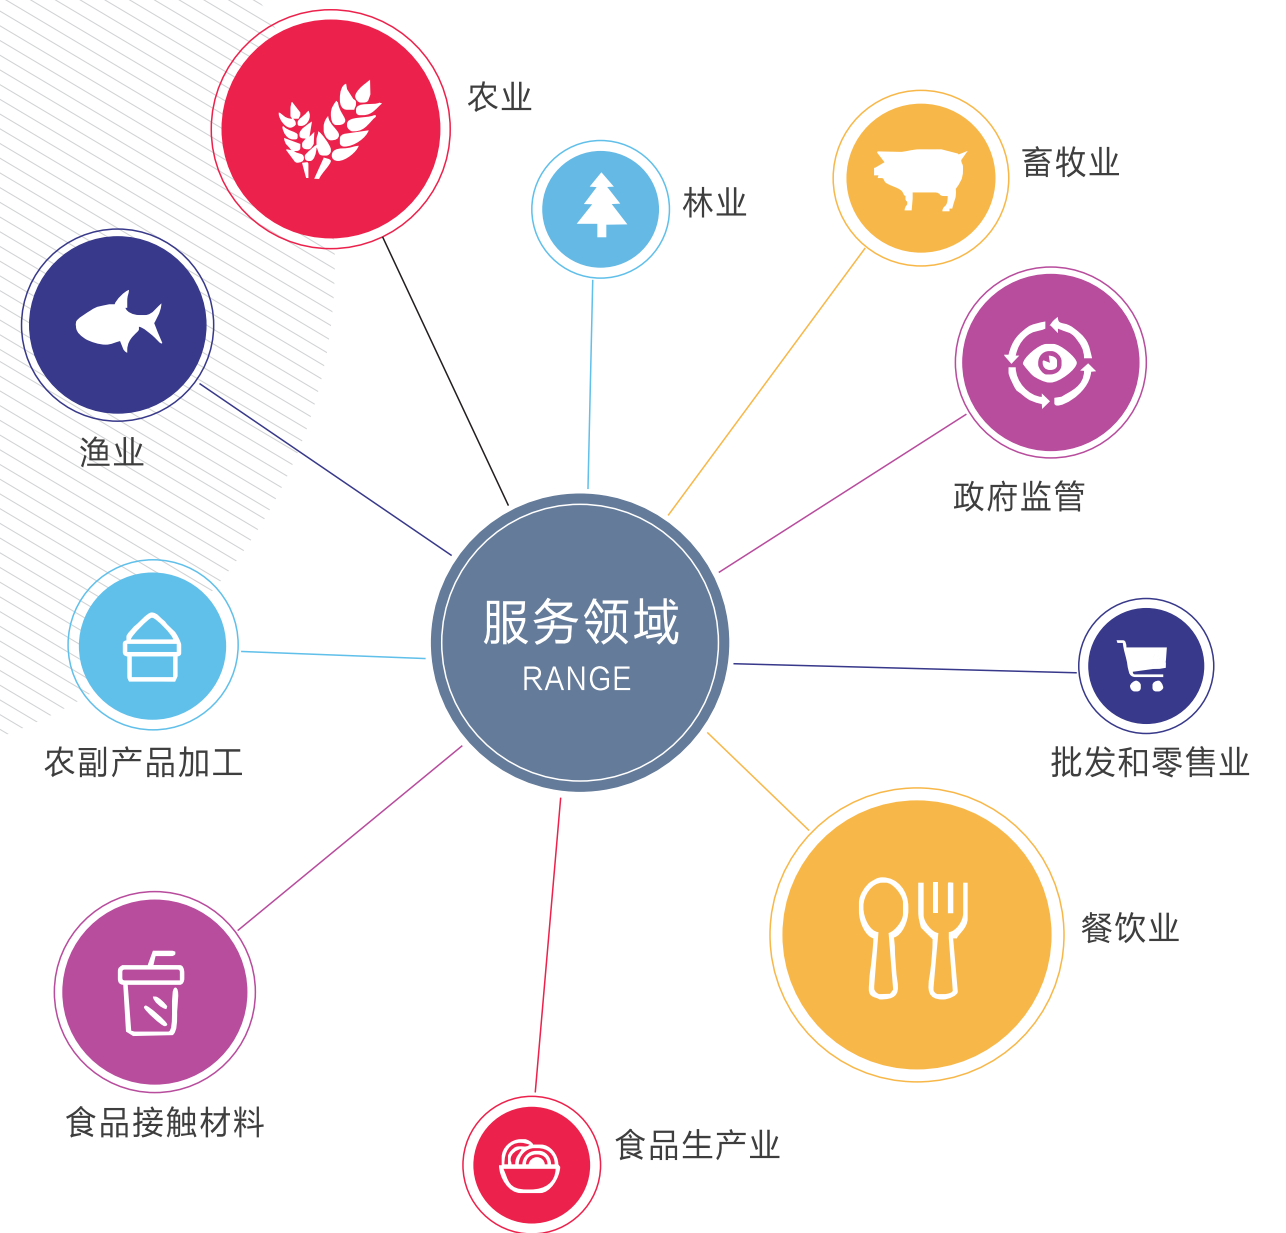 农业
林业
畜牧业
渔业
政府监管
服务领域
RANGE
农副产品加工
批发和零售业
餐饮业
食品接触材料
食品生产业